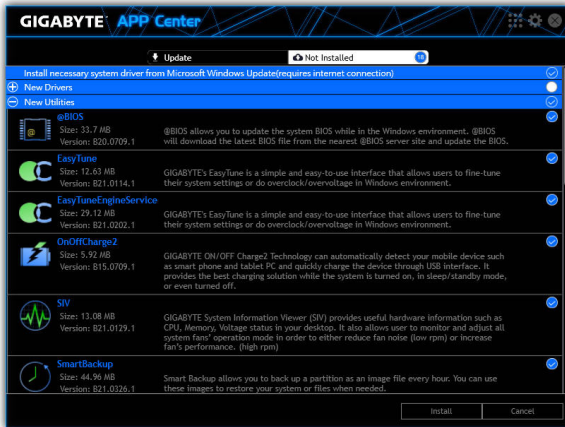 GIGABYTE APP Center
Update
Not Installed 18
Install necessary system driver from Microsoft Windows Update(requires internet connection)
New Drivers
New Utilities
@BIOS
Size: 33.7 MB
Version: B20.0709.1
@BIOS allows you to update the system BIOS while in the Windows environment. @BIOS
will download the latest BIOS file from the nearest @BIOS server site and update the BIOS.
EasyTune
Size: 12.63 MB
Version: B21.0114.1
GIGABYTE's EasyTune is a simple and easy-to-use interface that allows users to fine-tune
their system settings or do overclock/overvoltage in Windows environment.
EasyTuneEngineService
Size: 29.12 MB
Version: B21.0202.1
GIGABYTE's EasyTune is a simple and easy-to-use interface that allows users to fine-tune
their system settings or do overclock/overvoltage in Windows environment.
OnOffCharge2
Size: 5.92 MB
Version: B15.0709.1
GIGABYTE ON/OFF Charge2 Technology can automatically detect your mobile device such
as smart phone and tablet PC and quickly charge the device through USB interface. It
provides the best charging solution while the system is turned on, in sleep/standby mode,
or even turned off.
SIV
Size: 13.08 MB
Version: B21.0129.1
GIGABYTE System Information Viewer (SIV) provides useful hardware information such as
CPU, Memory, Voltage status in your desktop. It also allows user to monitor and adjust all
system fans' operation mode in order to either reduce fan noise (low rpm) or increase
fan's performance. (high rpm)
SmartBackup
Size: 44.96 MB
Version: B21.0326.1
Smart Backup allows you to back up a partition as an image file every hour. You can use
these images to restore your system or files when needed.
Install
Cancel